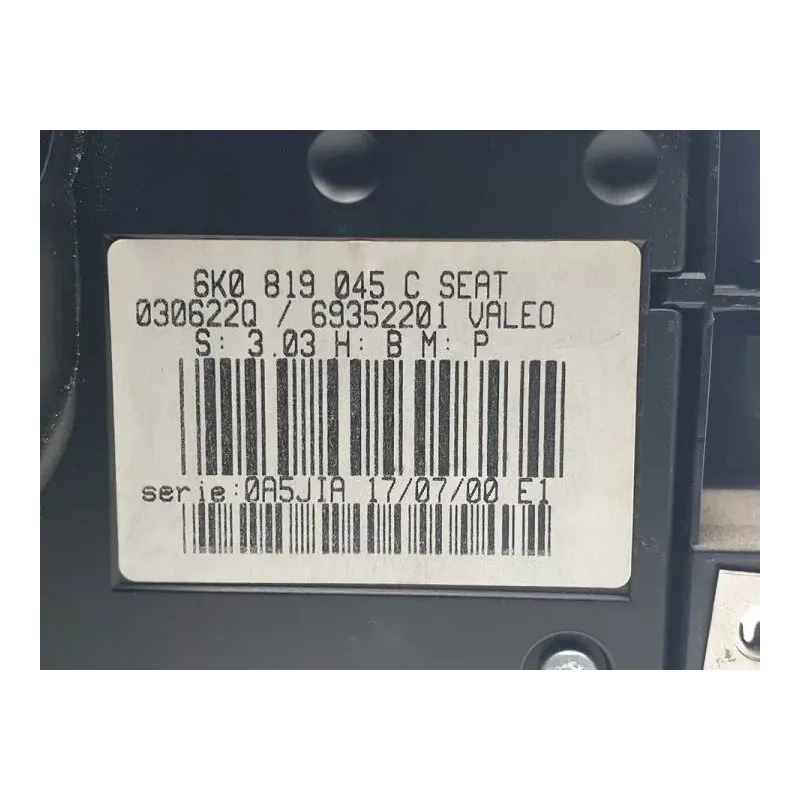 6K0 819 045 C SEAT
030622Q / 69352201 VALEO
S: 3.03 H: B M: P
serie:0A5JIA 17/07/00 E1